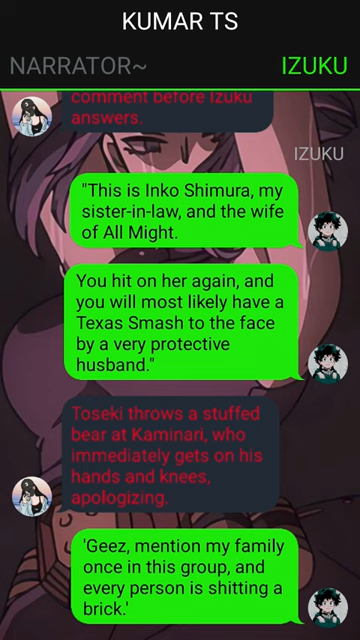 KUMAR TS
NARRATOR~
IZUKU
comment before Izuku
answers.
IZUKU
"This is Inko Shimura, my
sister-in-law, and the wife
of All Might.
You hit on her again, and
you will most likely have a
Texas Smash to the face
by a very protective
husband."
Toseki throws a stuffed
bear at Kaminari, who
immediately gets on his
hands and knees,
apologizing.
'Geez, mention my family
once in this group, and
every person is shitting a
brick.'